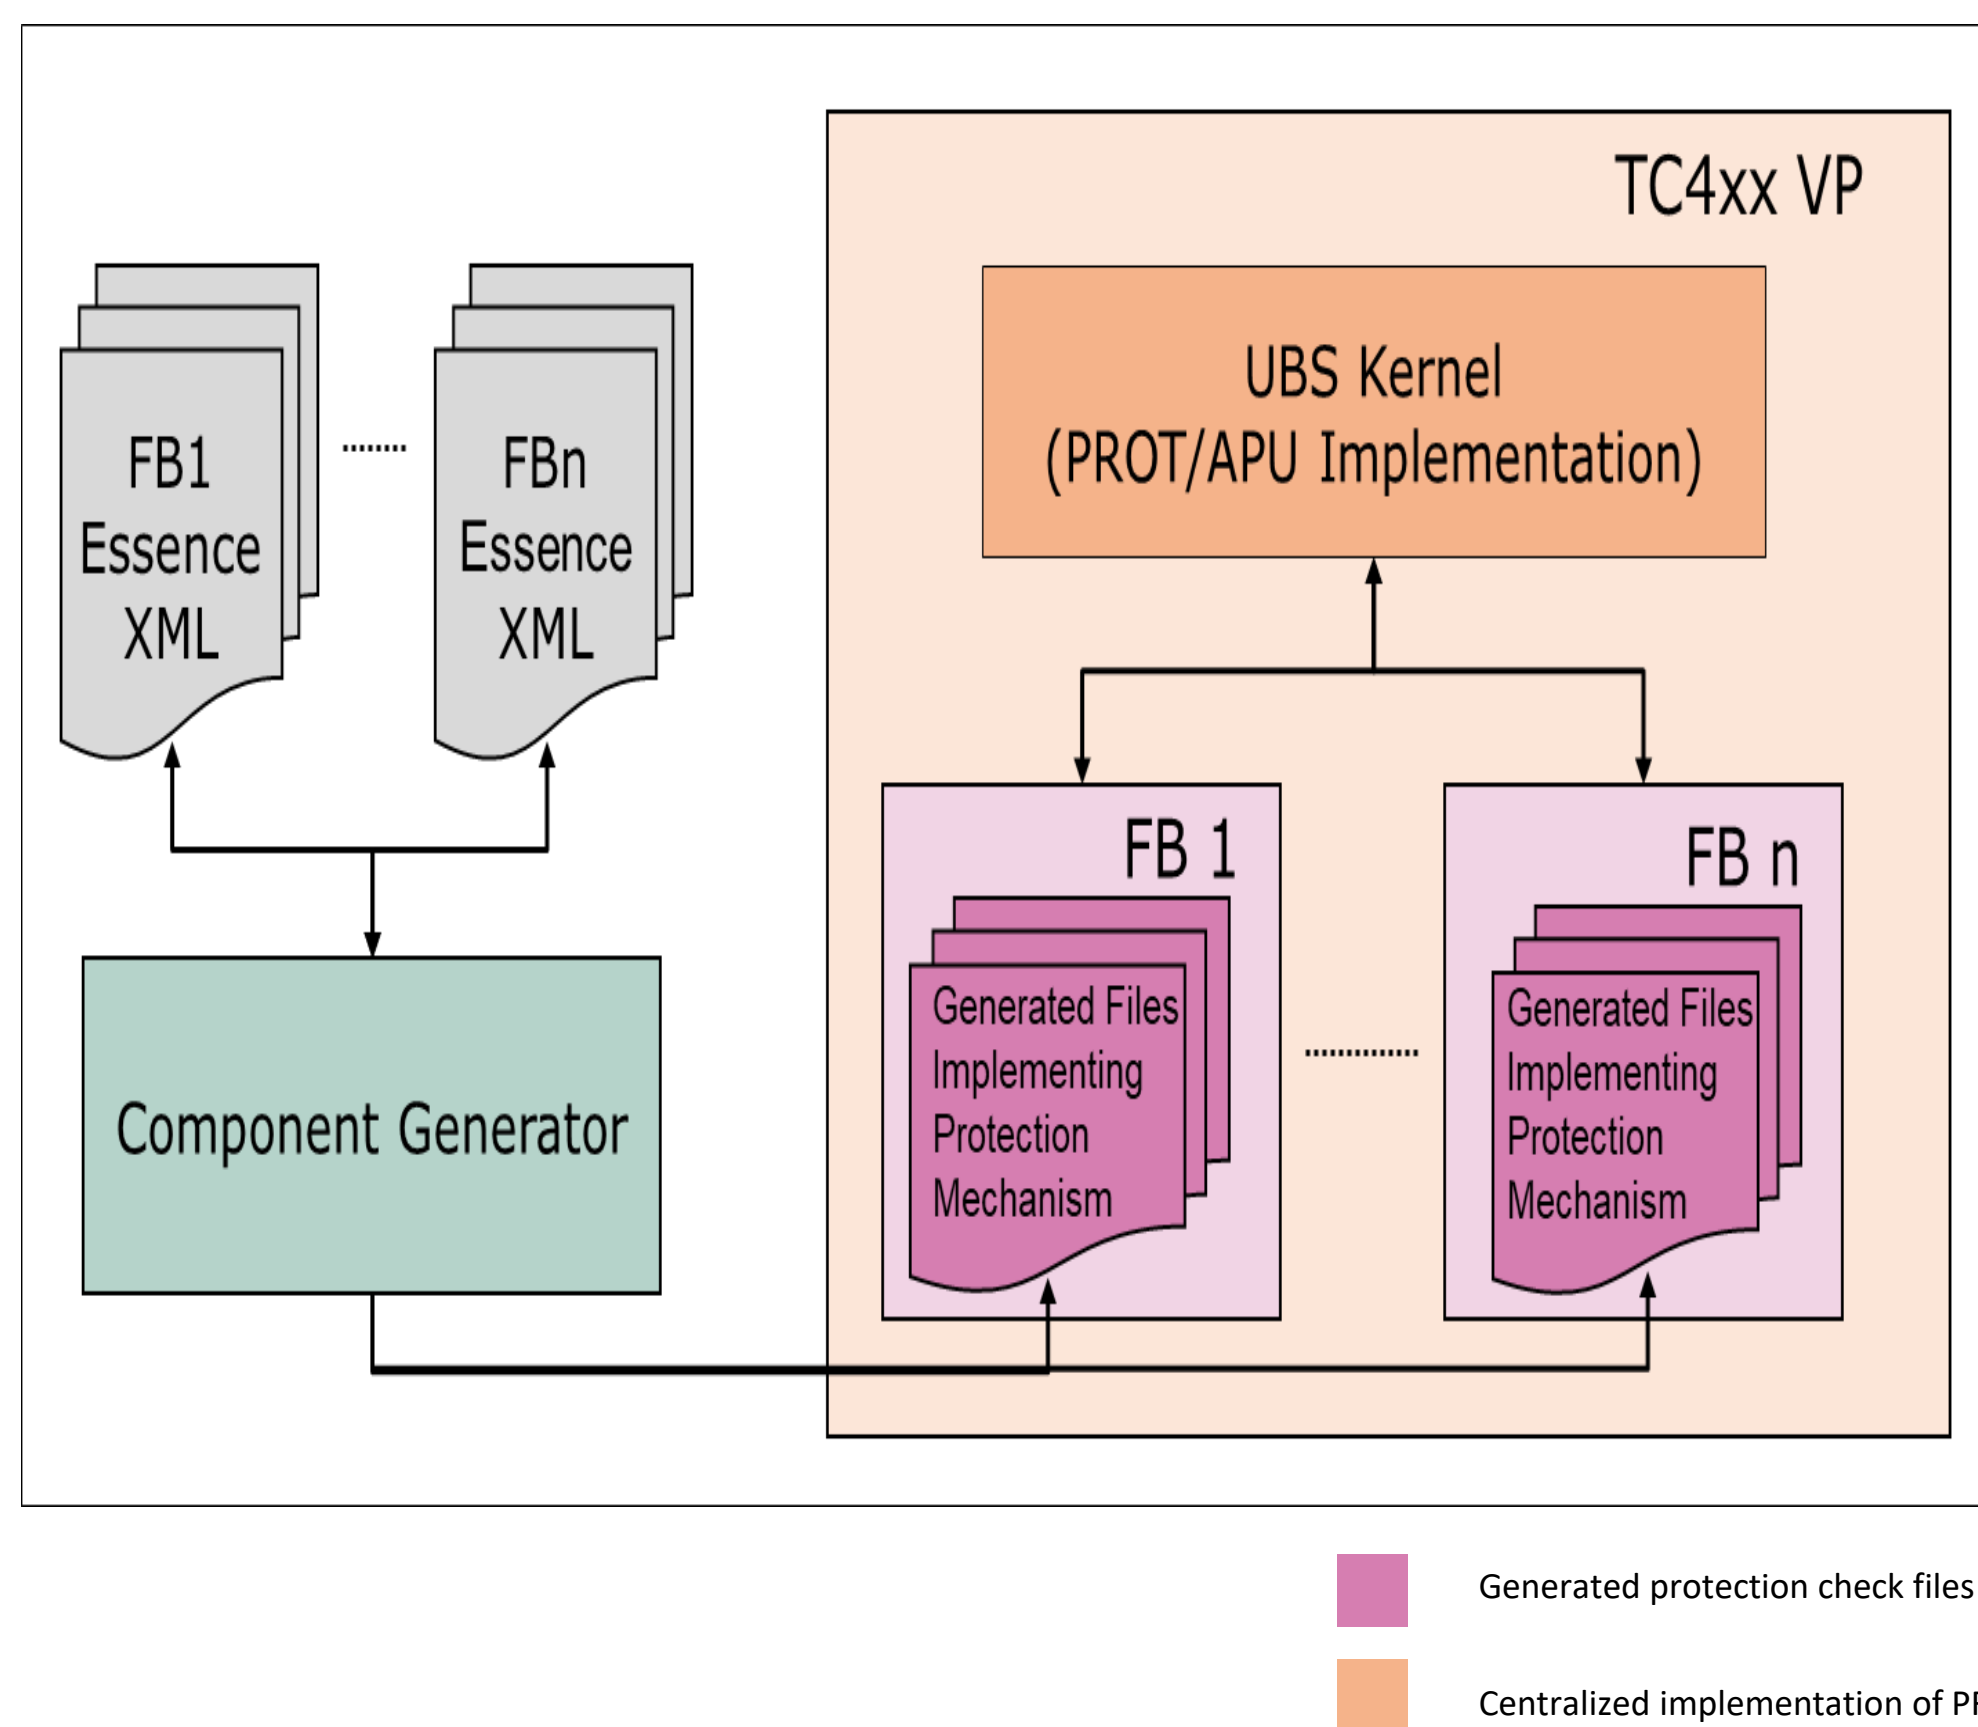 TC4xx VP
UBS Kernel
(PROT/APU Implementation)
FB1
Essence
XML
FBn
Essence
XML
Component Generator
FB 1
Generated Files
Implementing
Protection
Mechanism
FB n
Generated Files
Implementing
Protection
Mechanism
Generated protection check files
Centralized implementation of